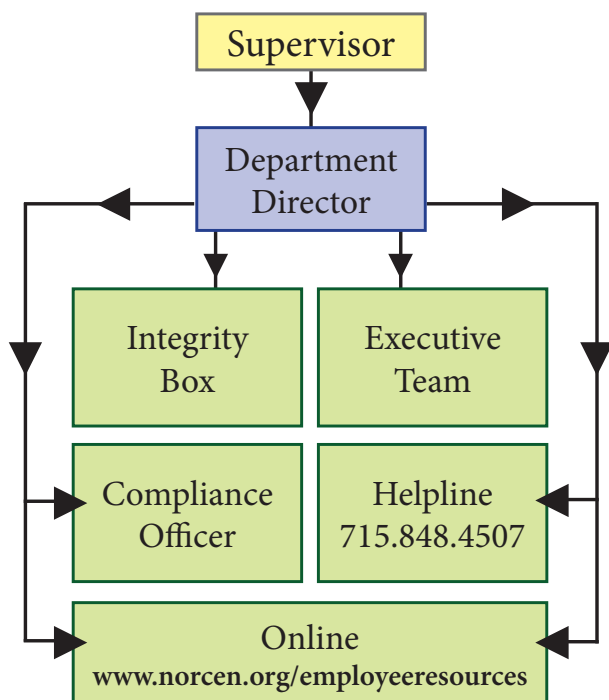 Supervisor
Department
Director
Integrity
Box
Executive
Team
Compliance
Officer
Helpline
715.848.4507
Online
www.norcen.org/employeeresources